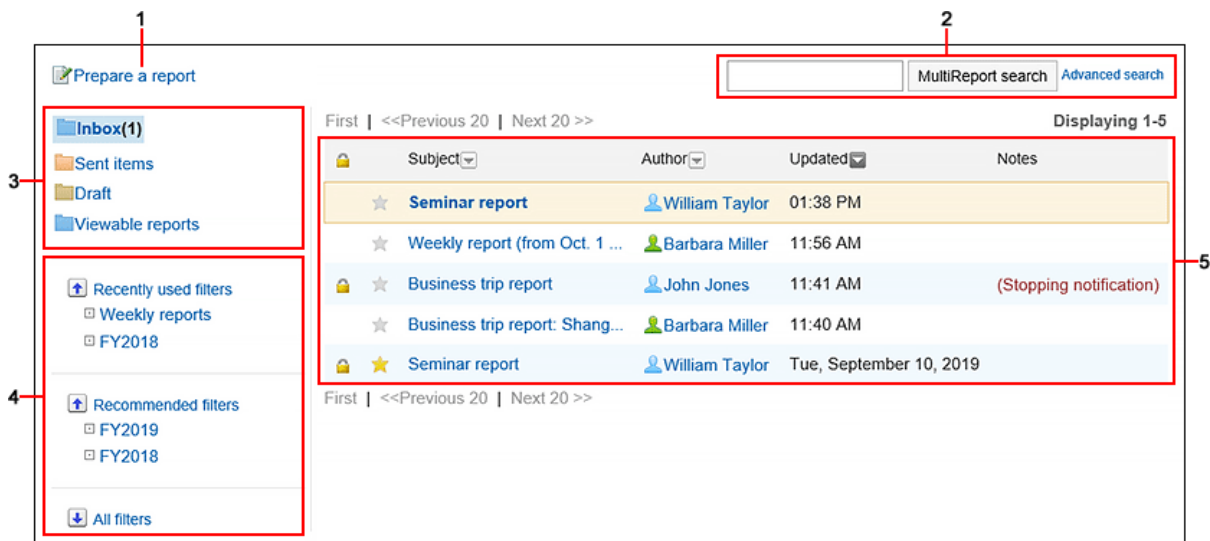 1
2
Prepare a report
MultiReport search Advanced search
3
Inbox(1)
Sent items
Draft
Viewable reports
4
Recently used filters
Weekly reports
FY2018
Recommended filters
FY2019
FY2018
All filters
First | <<Previous 20 | Next 20 >>
Displaying 1-5
Subject Author Updated Notes
Seminar report William Taylor 01:38 PM
Weekly report (from Oct. 1 ... Barbara Miller 11:56 AM
Business trip report John Jones 11:41 AM (Stopping notification)
Business trip report: Shang... Barbara Miller 11:40 AM
Seminar report William Taylor Tue, September 10, 2019
5
First | <<Previous 20 | Next 20 >>